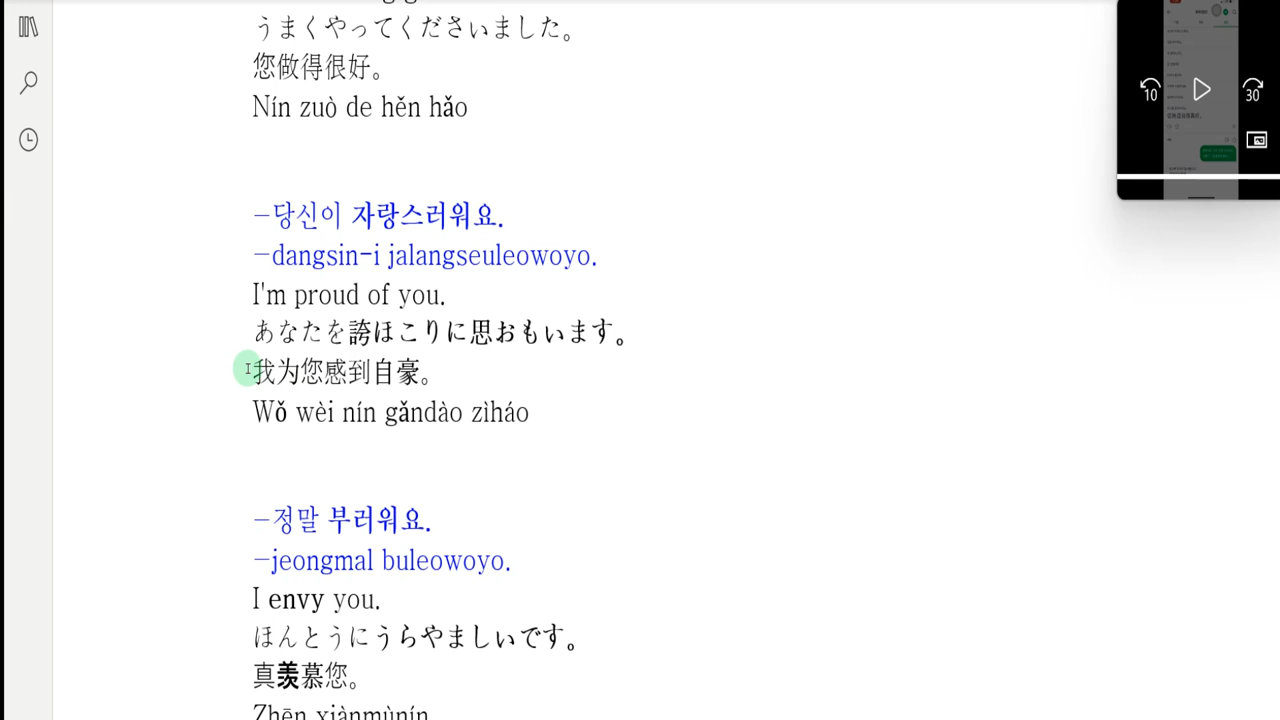 うまくやってくださいました。
您做得很好。
Nín zuò de hěn hǎo
–당신이 자랑스러워요.
–dangsin-i jalangseuleowoyo.
I'm proud of you.
あなたを誇ほこりに思おもいます。
我为您感到自豪。
Wǒ wèi nín gǎndào zìháo
–정말 부러워요.
–jeongmal buleowoyo.
I envy you.
ほんとうにうらやましいです。
真羡慕您。
Zhēn xiànmùnín
10
30